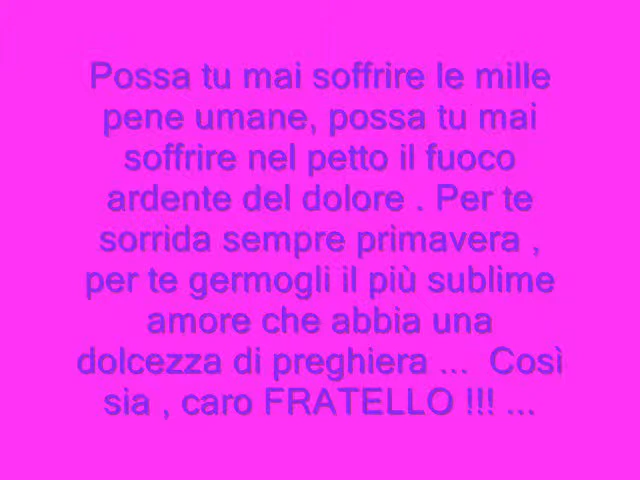 Possa tu mai soffrire le mille
pene umane, possa tu mai
soffrire nel petto il fuoco
ardente del dolore . Per te
sorrida sempre primavera ,
per te germogli il più sublime
amore che abbia una
dolcezza di preghiera ... Così
sia , caro FRATELLO !!! ...